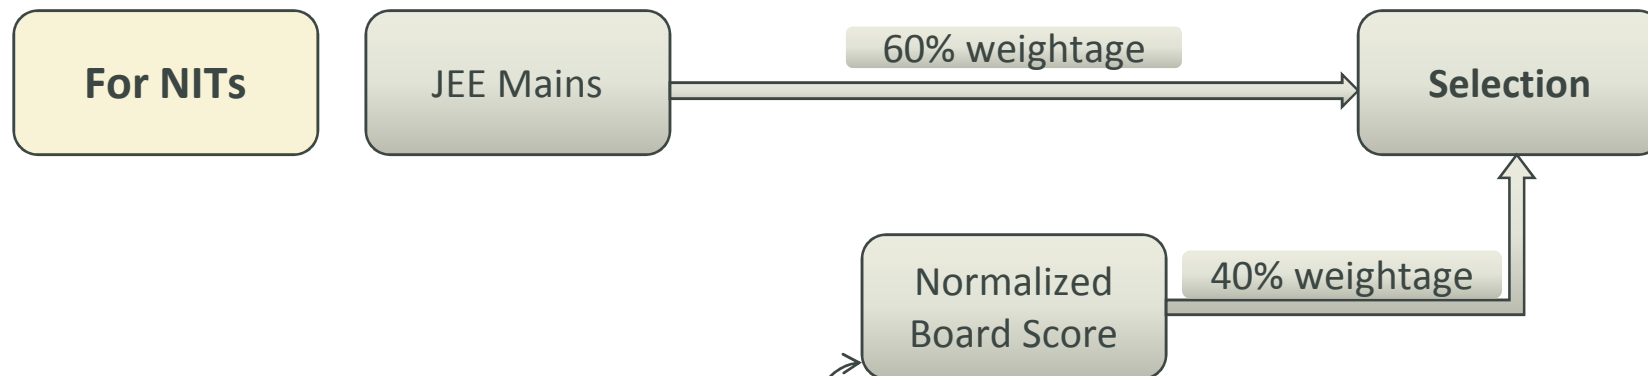 For NITs
JEE Mains
60% weightage
Selection
Normalized
Board Score
40% weightage